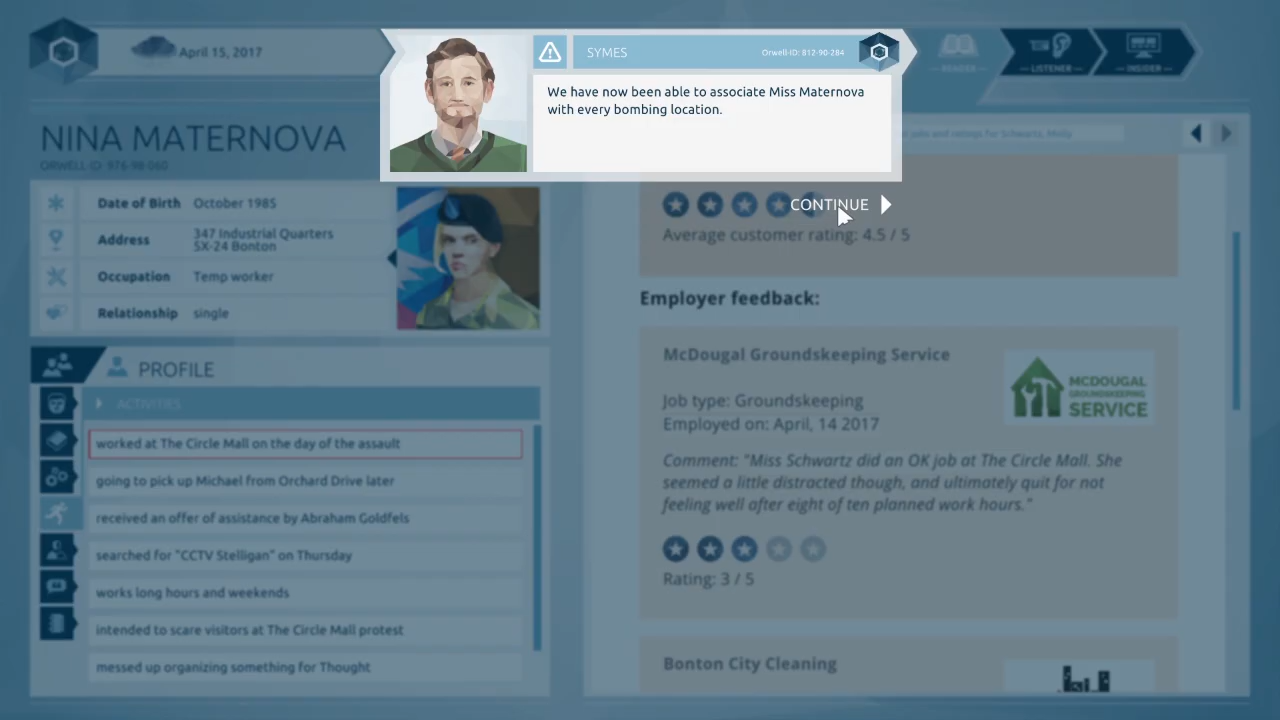 April 15, 2017
SYMES
Orwell-ID: 812-90-284
We have now been able to associate Miss Maternova
with every bombing location.
CONTINUE
READER
LISTENER
INSIDER
NINA MATERNOVA
ORWELL-ID: 976-98-060
Date of Birth October 1985
Address 347 Industrial Quarters
SX-24 Bonton
Occupation Temp worker
Relationship single
PROFILE
ACTIVITIES
worked at The Circle Mall on the day of the assault
going to pick up Michael from Orchard Drive later
received an offer of assistance by Abraham Goldfels
searched for "CCTV Stelligan" on Thursday
works long hours and weekends
intended to scare visitors at The Circle Mall protest
messed up organizing something for Thought
jobs and ratings for Schwartz, Molly
Average customer rating: 4.5 / 5
Employer feedback:
McDougal Groundskeeping Service
MCDOUGAL
GROUNDSKEEPING
SERVICE
Job type: Groundskeeping
Employed on: April, 14 2017
Comment: "Miss Schwartz did an OK job at The Circle Mall. She
seemed a little distracted though, and ultimately quit for not
feeling well after eight of ten planned work hours."
Rating: 3 / 5
Bonton City Cleaning